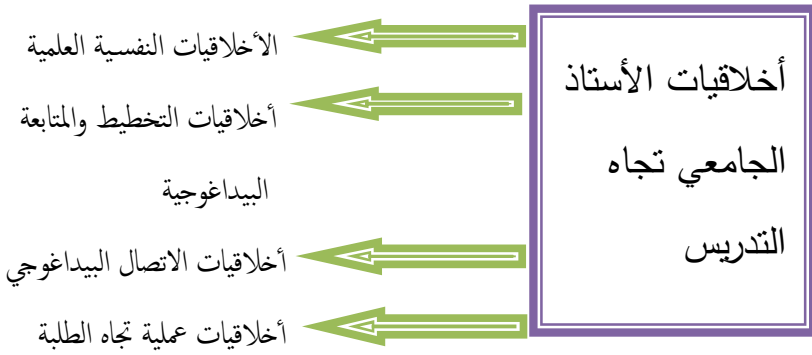 أخلاقيات الأستاذ
الجامعي تجاه
التدريس
الأخلاقيات النفسية العلمية
أخلاقيات التخطيط والمتابعة
البيداغوجية
أخلاقيات الاتصال البيداغوجي
أخلاقيات عملية تجاه الطلبة